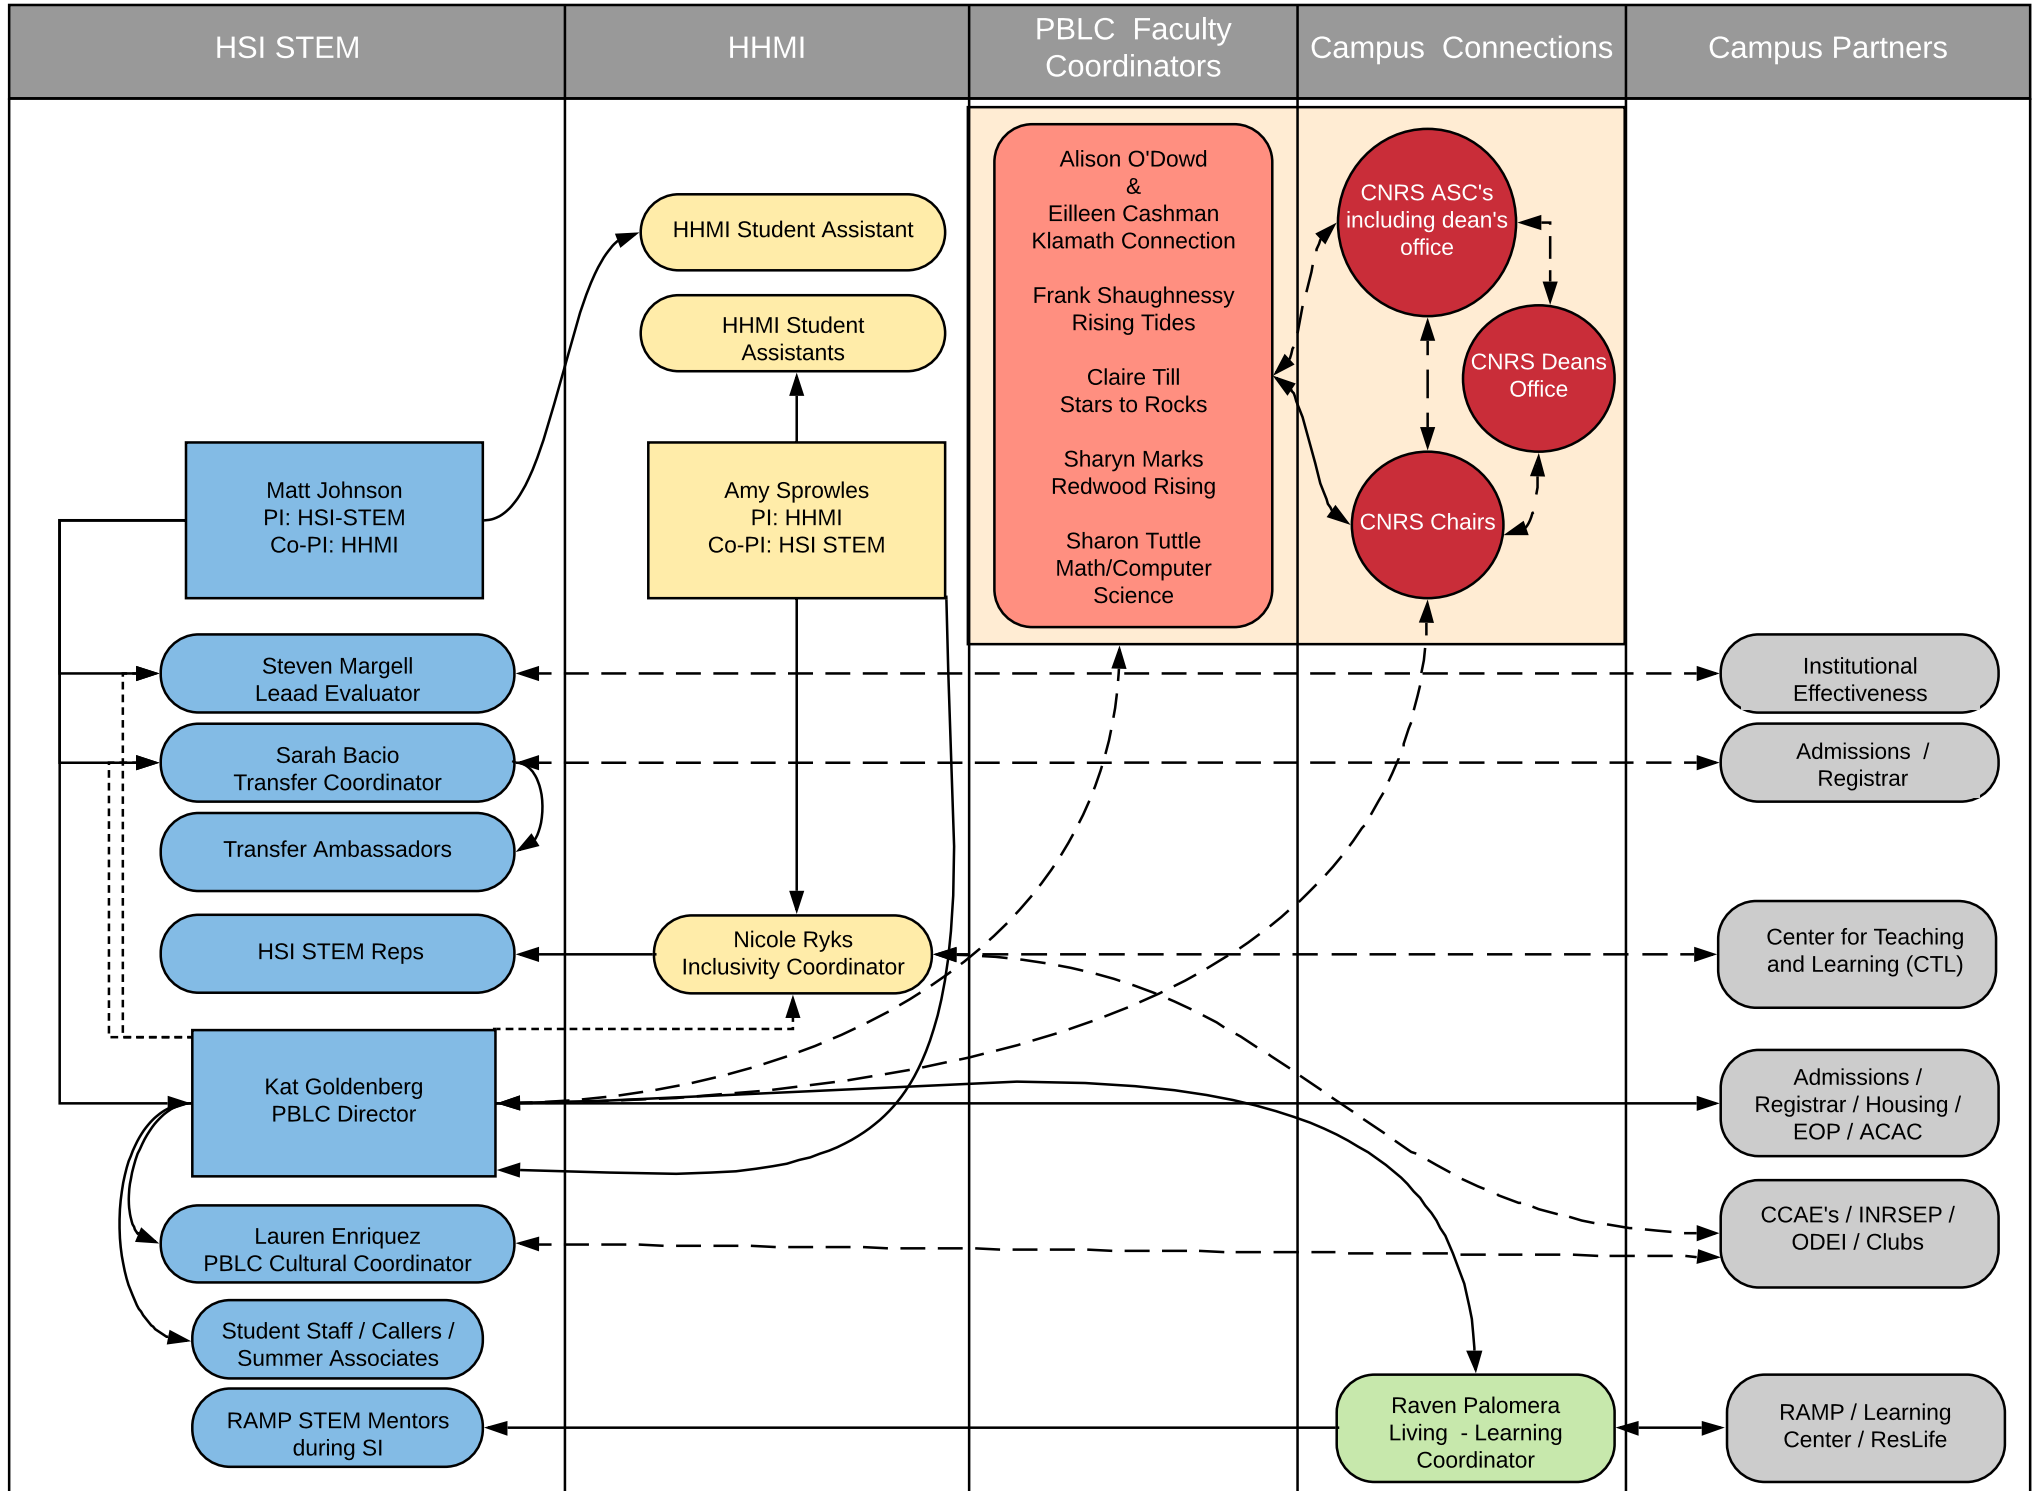 HSI STEM
HHMI
PBLC  Faculty
Coordinators
Campus  Connections
Campus Partners
Alison O'Dowd
&
Eilleen Cashman
Klamath Connection
Frank Shaughnessy
Rising Tides
Claire Till
Stars to Rocks
Sharyn Marks
Redwood Rising
Sharon Tuttle
Math/Computer
Science
CNRS ASC's
including dean's
office
CNRS Deans
Office
CNRS Chairs
HHMI Student Assistant
HHMI Student
Assistants
Matt Johnson
PI: HSI-STEM
Co-PI: HHMI
Amy Sprowles
PI: HHMI
Co-PI: HSI STEM
Steven Margell
Leaad Evaluator
Institutional
Effectiveness
Sarah Bacio
Transfer Coordinator
Admissions  /
Registrar
Transfer Ambassadors
HSI STEM Reps
Nicole Ryks
Inclusivity Coordinator
Center for Teaching
and Learning (CTL)
Kat Goldenberg
PBLC Director
Admissions /
Registrar / Housing /
EOP / ACAC
Lauren Enriquez
PBLC Cultural Coordinator
CCAE's / INRSEP /
ODEI / Clubs
Student Staff / Callers /
Summer Associates
RAMP STEM Mentors
during SI
Raven Palomera
Living  - Learning
Coordinator
RAMP / Learning
Center / ResLife